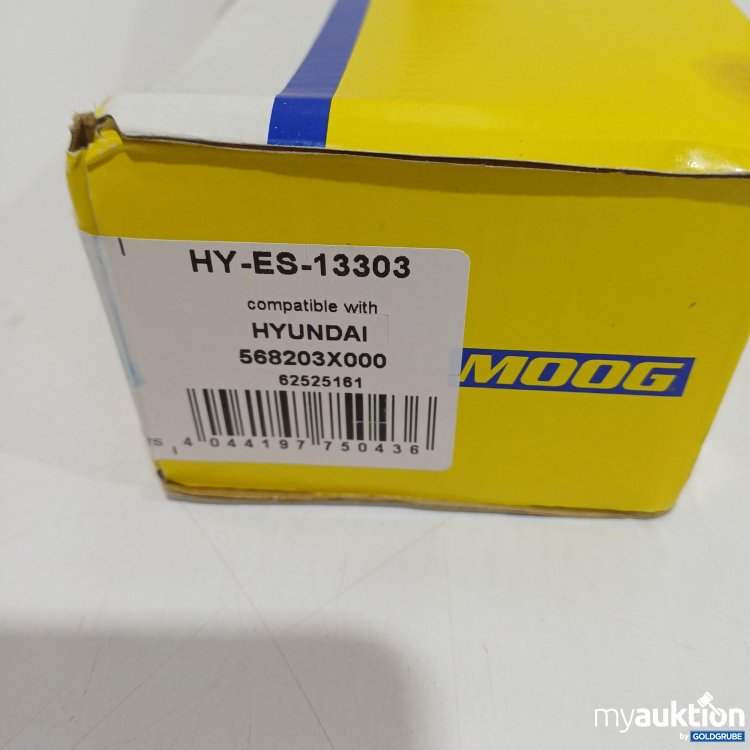 HY-ES-13303
compatible with
HYUNDAI
568203X000
62525161
4 044197 750436
MOOG
myauktion
by GOLDGRUBE